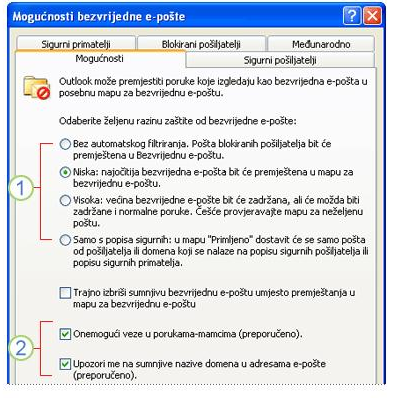 Mogućnosti bezvrijedne e-pošte
Sigurni primatelji
Blokirani pošiljatelji
Međunarodno
Mogućnosti
Sigurni pošiljatelji
Outlook može premjestiti poruke koje izgledaju kao bezvrijedna e-pošta u
posebnu mapu za bezvrijednu e-poštu.
Odaberite željenu razinu zaštite od bezvrijedne e-pošte:
1
Bez automatskog filtriranja. Pošta blokiranih pošiljatelja bit će
premještena u Bezvrijednu e-poštu.
Niska: najočitija bezvrijedna e-pošta bit će premještena u mapu za
bezvrijednu e-poštu.
Visoka: većina bezvrijedne e-pošte bit će zadržana, ali će možda biti
zadržane i normalne poruke. Češće provjeravajte mapu za neželjenu
poštu.
Samo s popisa sigurnih: u mapu "Primljeno" dostavit će se samo pošta
od pošiljatelja ili domena koji se nalaze na popisu sigurnih pošiljatelja ili
popisu sigurnih primatelja.
Trajno izbriši sumnjivu bezvrijednu e-poštu umjesto premještanja u
mapu za bezvrijednu e-poštu
2
Onemogući veze u porukama-mamcima (preporučeno).
Upozori me na sumnjive nazive domena u adresama e-pošte
(preporučeno).